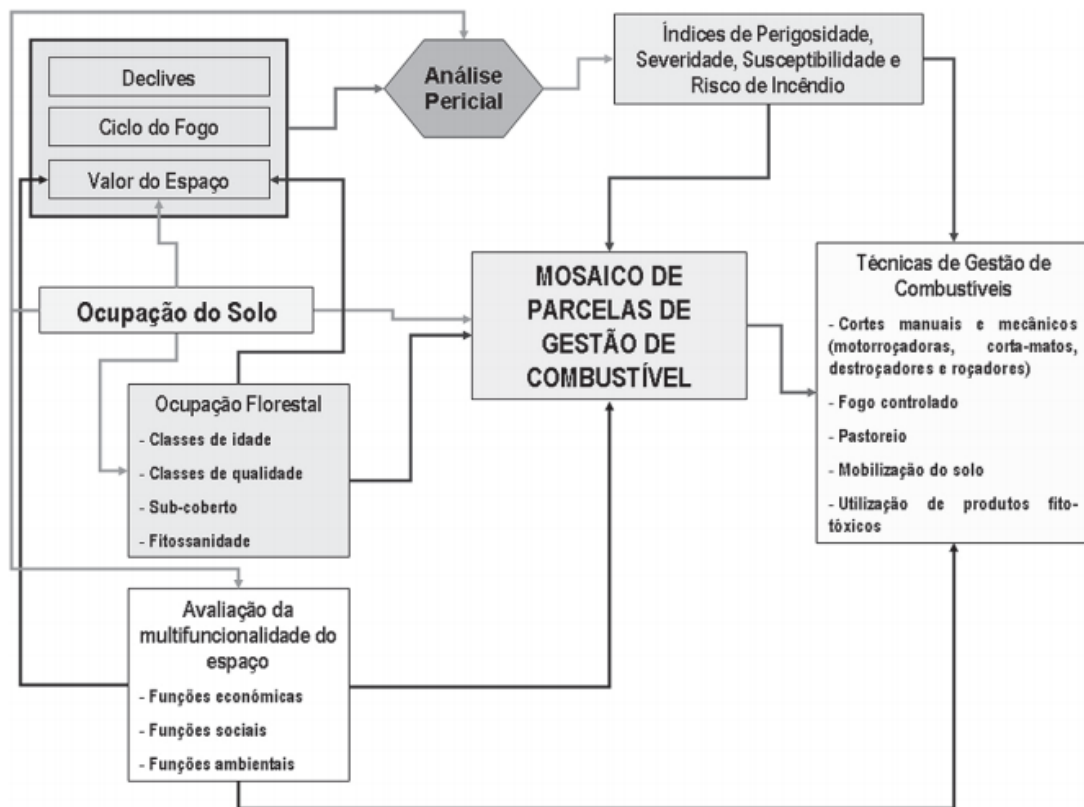 Declives
Ciclo do Fogo
Valor do Espaço
Análise
Pericial
Índices de Perigosidade,
Severidade, Susceptibilidade e
Risco de Incêndio
Ocupação do Solo
MOSAICO DE
PARCELAS DE
GESTÃO DE
COMBUSTÍVEL
Técnicas de Gestão de
Combustíveis
- Cortes manuais e mecânicos
(motorroçadoras, corta-matos,
destroçadores e roçadores)
- Fogo controlado
- Pastoreio
- Mobilização do solo
- Utilização de produtos fito-
tóxicos
Ocupação Florestal
- Classes de idade
- Classes de qualidade
- Sub-coberto
- Fitossanidade
Avaliação da
multifuncionalidade do
espaço
- Funções económicas
- Funções sociais
- Funções ambientais